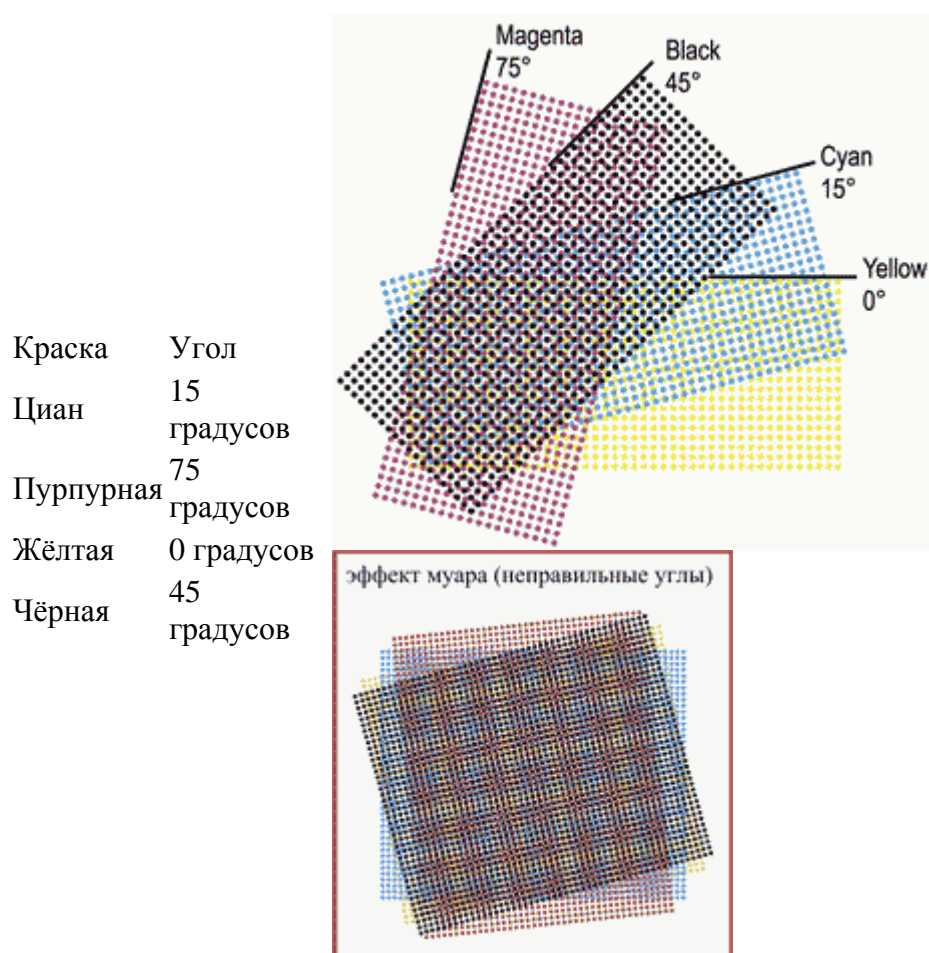 Magenta
75°
Black
45°
Cyan
15°
Yellow
0°
Краска Угол
Циан 15
градусов
Пурпурная 75
градусов
Жёлтая 0 градусов
Чёрная 45
градусов
эффект муара (неправильные углы)